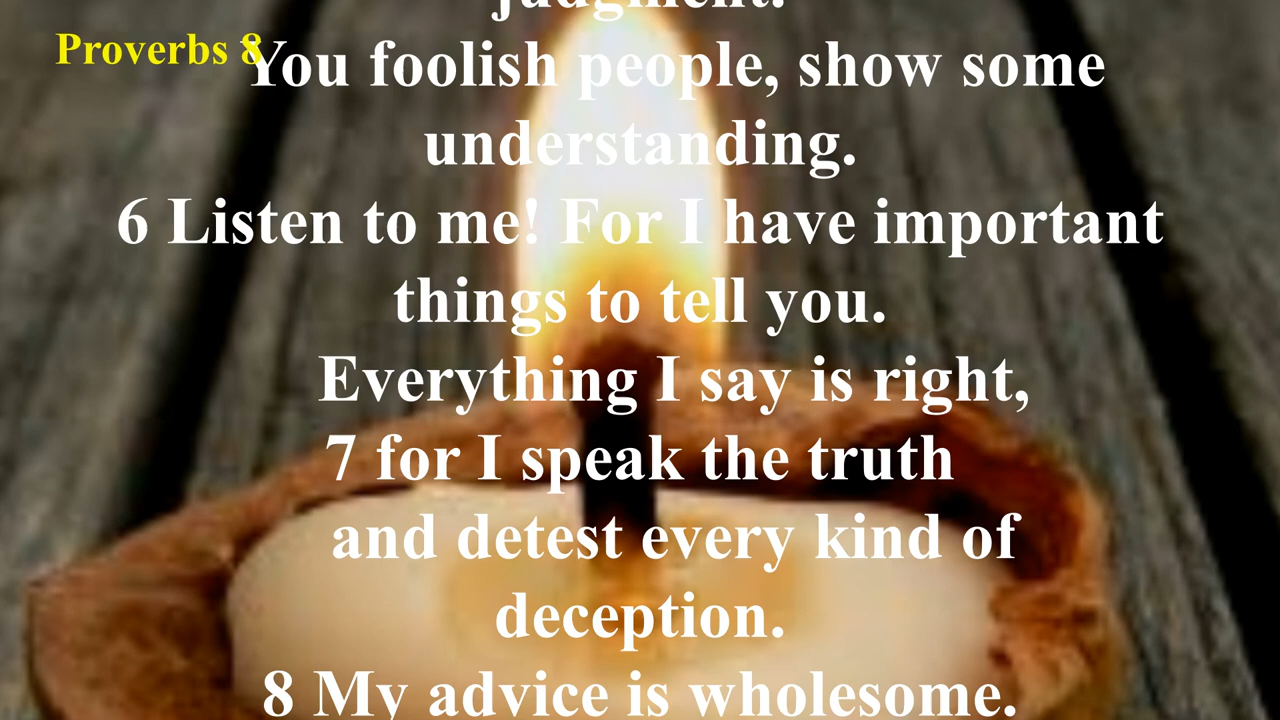 judgment.
Proverbs 8
You foolish people, show some
understanding.
6 Listen to me! For I have important
things to tell you.
Everything I say is right,
7 for I speak the truth
and detest every kind of
deception.
8 My advice is wholesome.